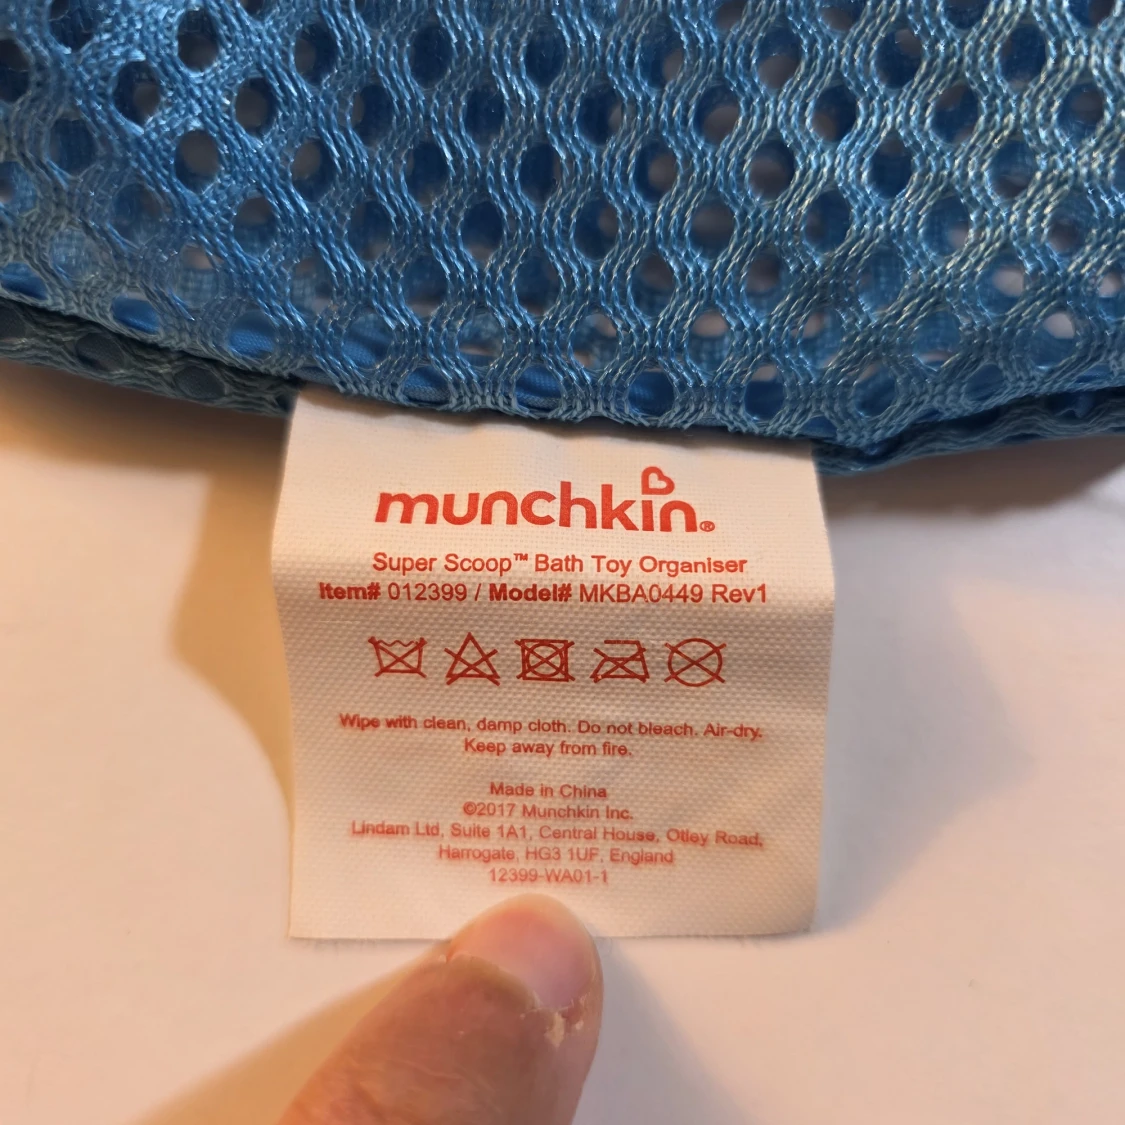 munchkin®
Super Scoop™ Bath Toy Organiser
Item# 012399 / Model# MKBA0449 Rev1
Wipe with clean, damp cloth. Do not bleach. Air-dry.
Keep away from fire.
Made in China
©2017 Munchkin Inc.
Lindam Ltd, Suite 1A1, Central House, Otley Road,
Harrogate, HG3 1UF, England
12399-WA01-1